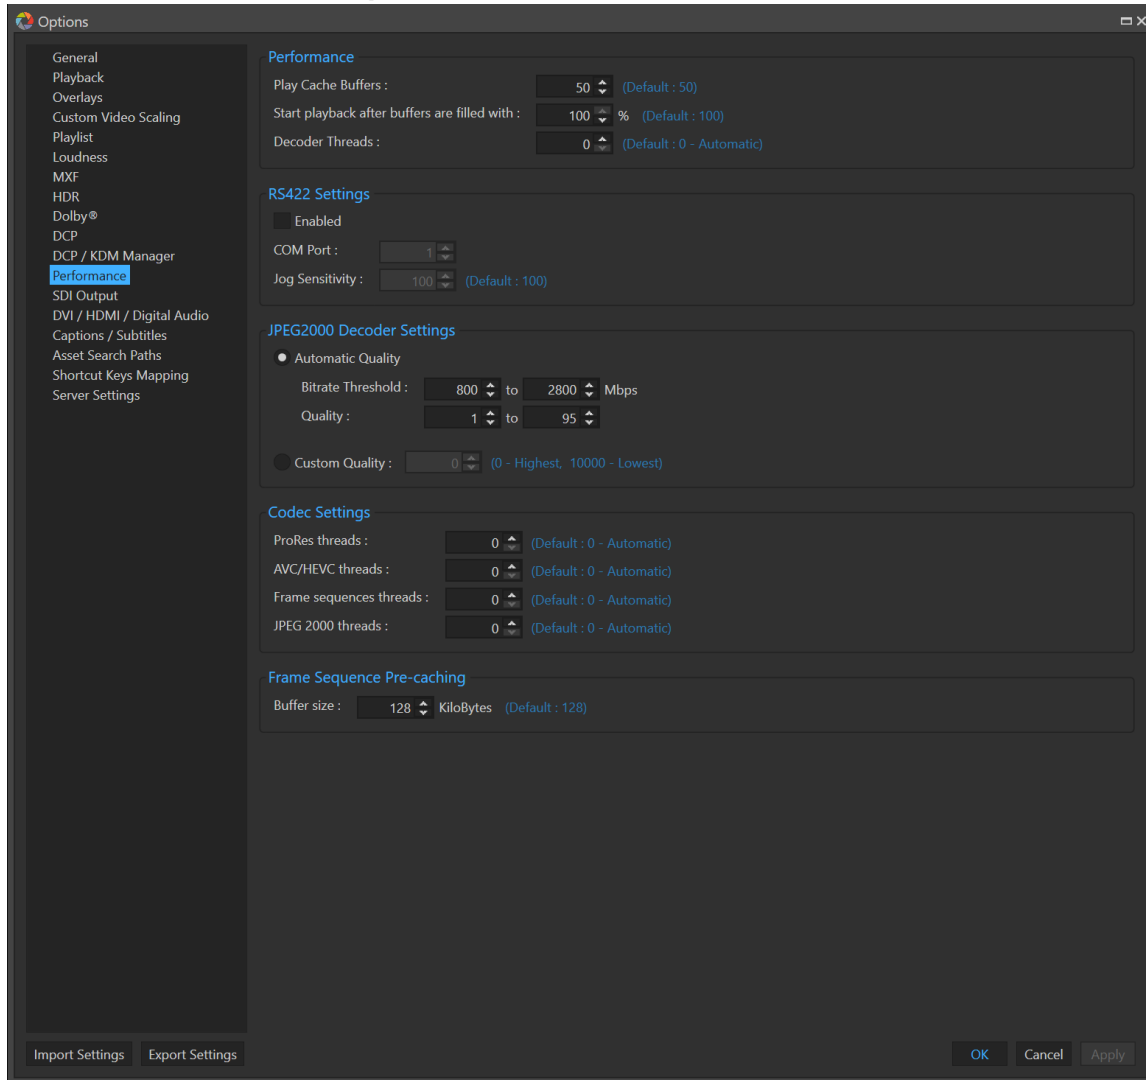 Options
General
Playback
Overlays
Custom Video Scaling
Playlist
Loudness
MXF
HDR
Dolby®
DCP
DCP / KDM Manager
Performance
SDI Output
DVI / HDMI / Digital Audio
Captions / Subtitles
Asset Search Paths
Shortcut Keys Mapping
Server Settings
Performance
Play Cache Buffers : 50 (Default : 50)
Start playback after buffers are filled with : 100 % (Default : 100)
Decoder Threads : 0 (Default : 0 - Automatic)
RS422 Settings
Enabled
COM Port : 1
Jog Sensitivity : 100 (Default : 100)
JPEG2000 Decoder Settings
Automatic Quality
Bitrate Threshold : 800 to 2800 Mbps
Quality : 1 to 95
Custom Quality : 0 (0 - Highest, 10000 - Lowest)
Codec Settings
ProRes threads : 0 (Default : 0 - Automatic)
AVC/HEVC threads : 0 (Default : 0 - Automatic)
Frame sequences threads : 0 (Default : 0 - Automatic)
JPEG 2000 threads : 0 (Default : 0 - Automatic)
Frame Sequence Pre-caching
Buffer size : 128 KiloBytes (Default : 128)
Import Settings Export Settings OK Cancel Apply